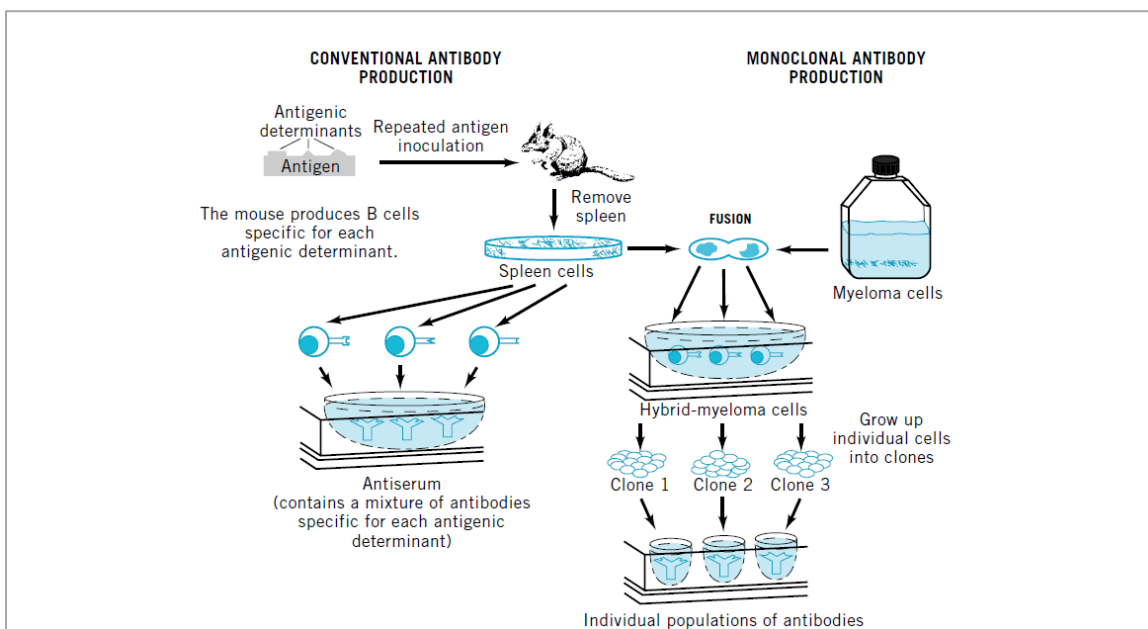 CONVENTIONAL ANTIBODY
PRODUCTION
MONOCLONAL ANTIBODY
PRODUCTION
Antigenic
determinants
Antigen
Repeated antigen
inoculation
The mouse produces B cells
specific for each
antigenic determinant.
Remove
spleen
FUSION
Spleen cells
Myeloma cells
Hybrid-myeloma cells
Grow up
individual cells
into clones
Clone 1
Clone 2
Clone 3
Antiserum
(contains a mixture of antibodies
specific for each antigenic
determinant)
Individual populations of antibodies